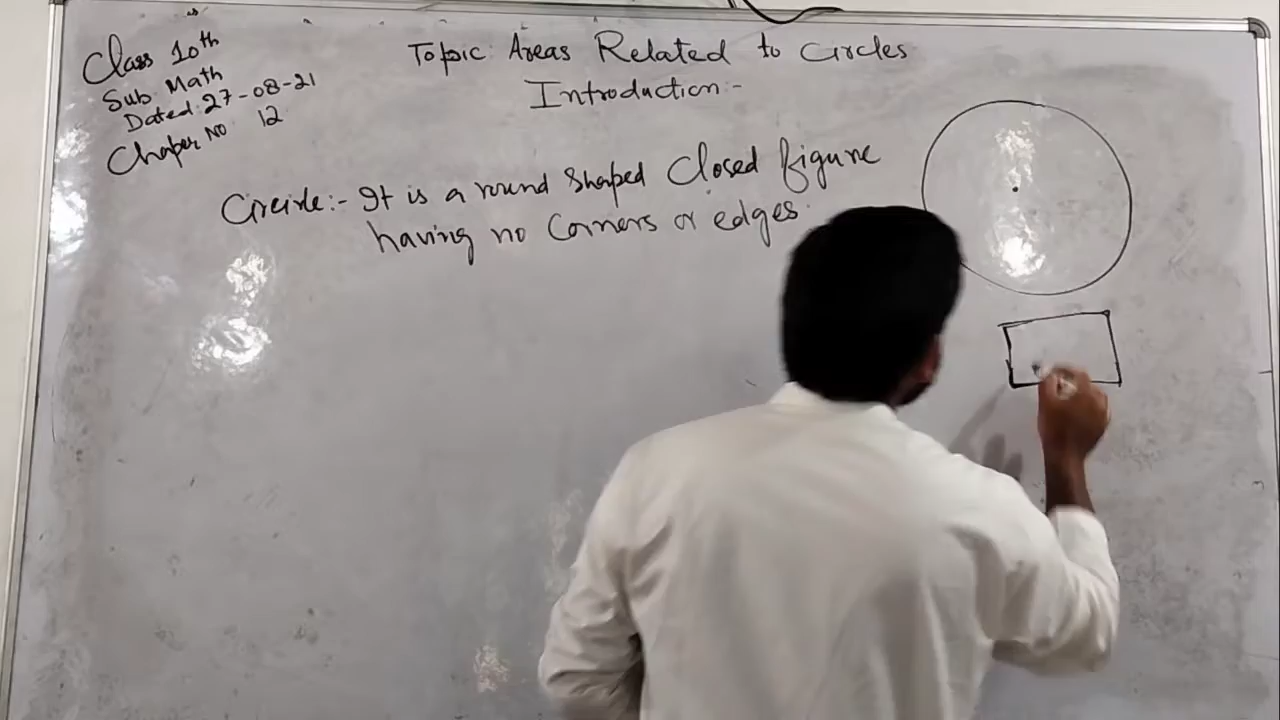 Class 10th
Sub. Math
Dated: 27-08-21
Chaper No 12
Topic: Areas Related to Circles
Introduction:-
Circle:- It is a round shaped Closed figure
having no Corners or edges.